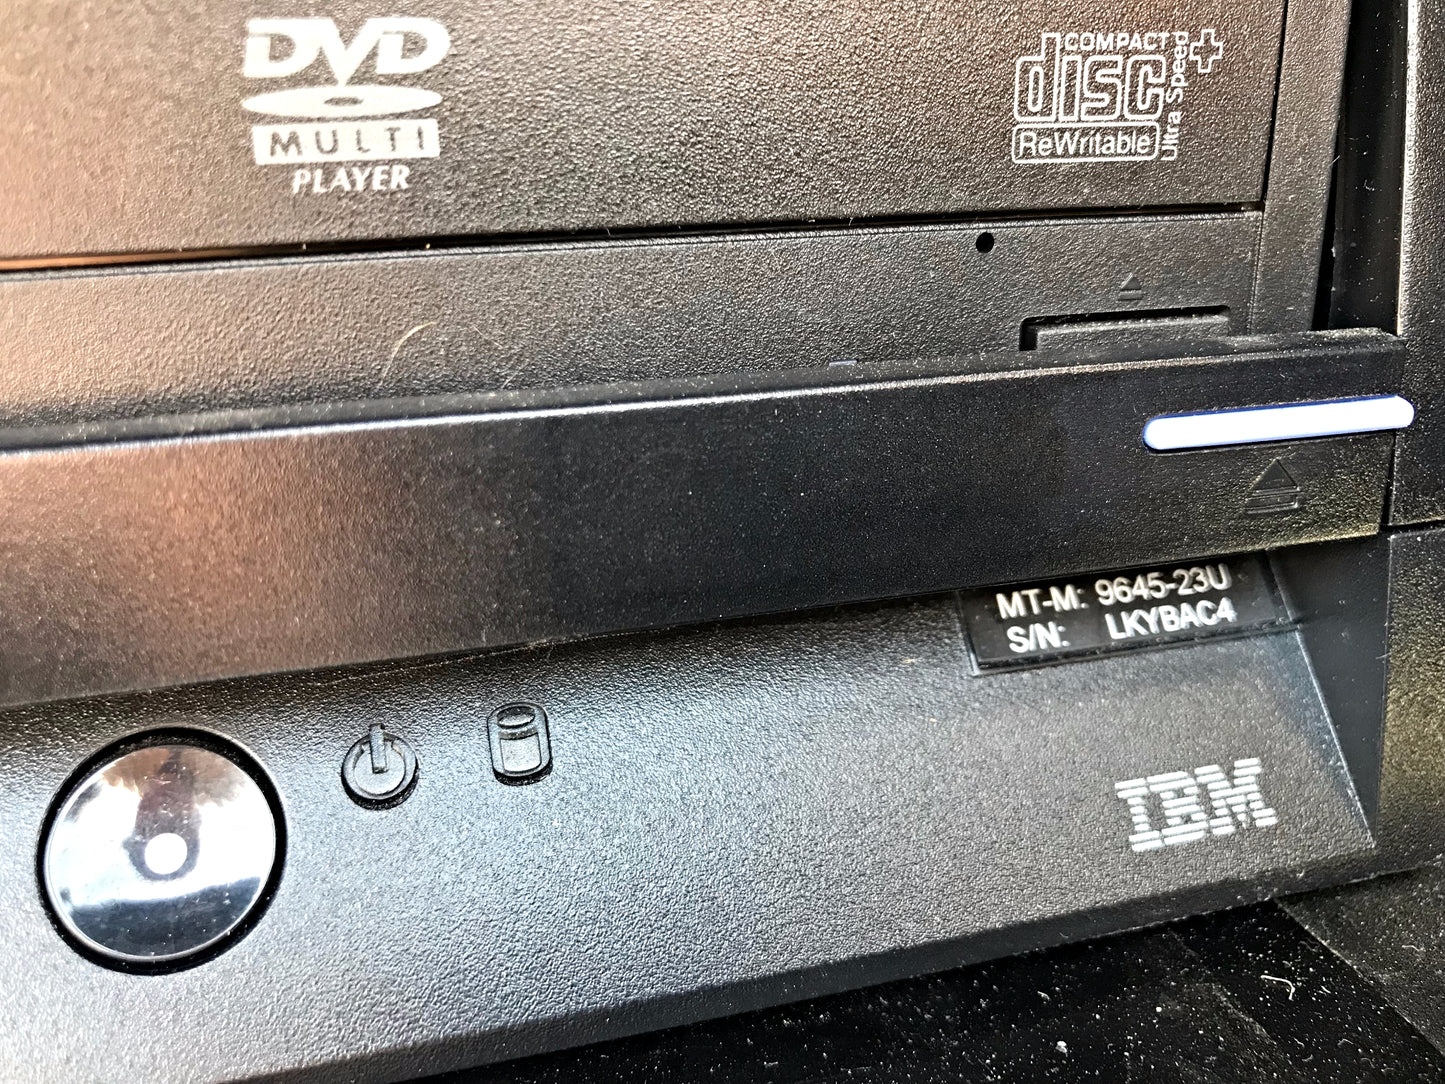 DVD
MULTI
PLAYER
COMPACT
disc
ReWritable
Ultra Speed
MT-M: 9645-23U
S/N: LKYBAC4
IBM